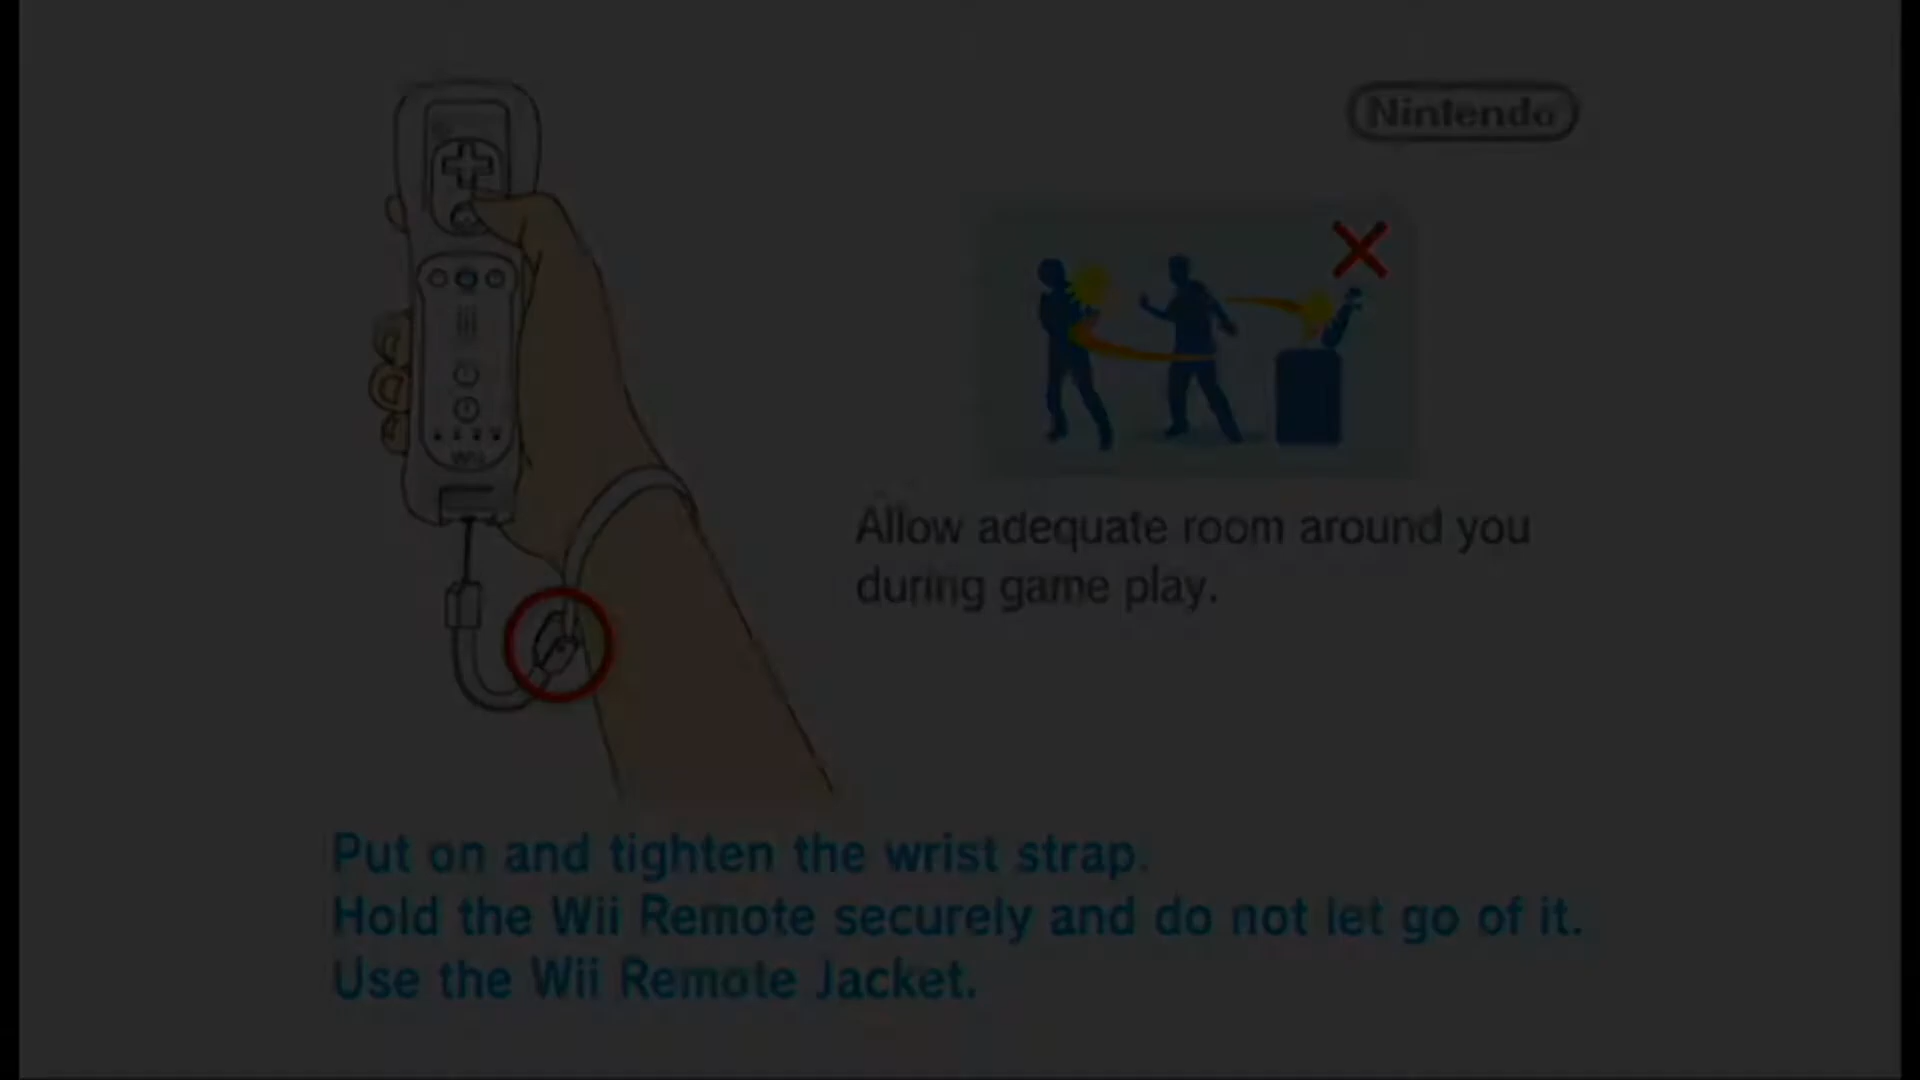 Nintendo
Wii
Allow adequate room around you
during game play.
Put on and tighten the wrist strap.
Hold the Wii Remote securely and do not let go of it.
Use the Wii Remote Jacket.